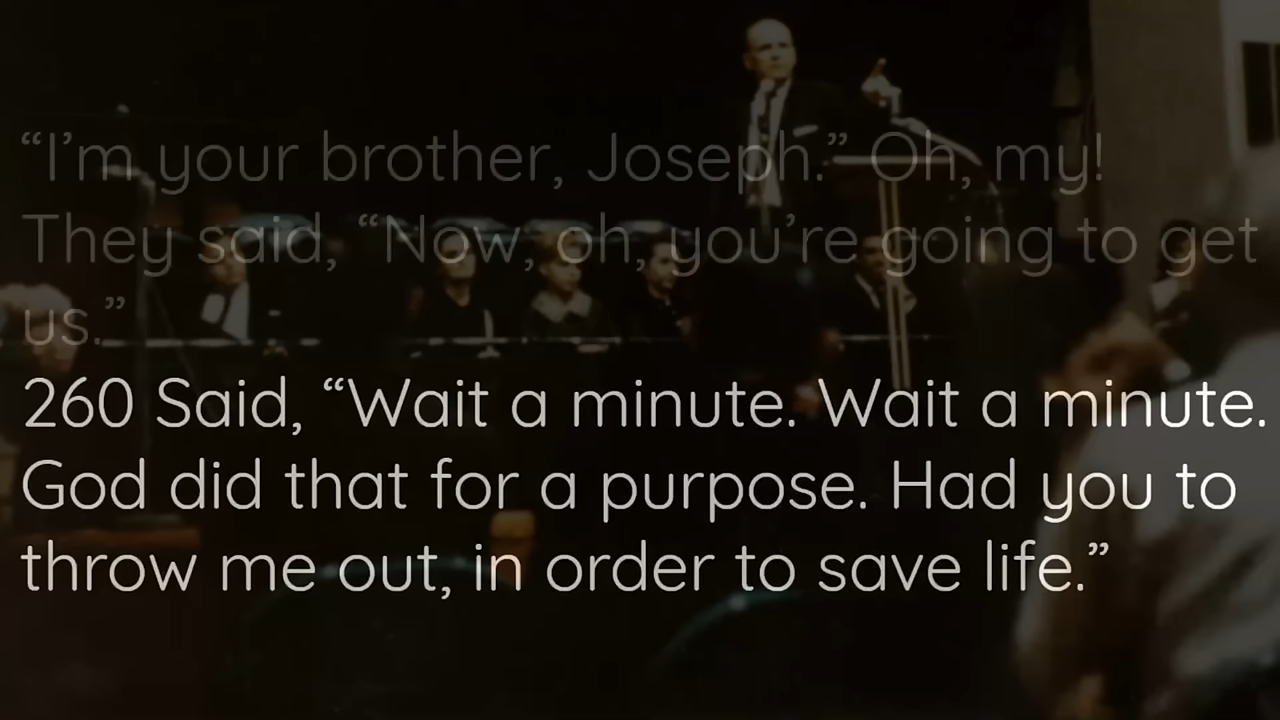 “I’m your brother, Joseph.” Oh, my!
They said, “Now, oh, you’re going to get
us.”
260 Said, “Wait a minute. Wait a minute.
God did that for a purpose. Had you to
throw me out, in order to save life.”